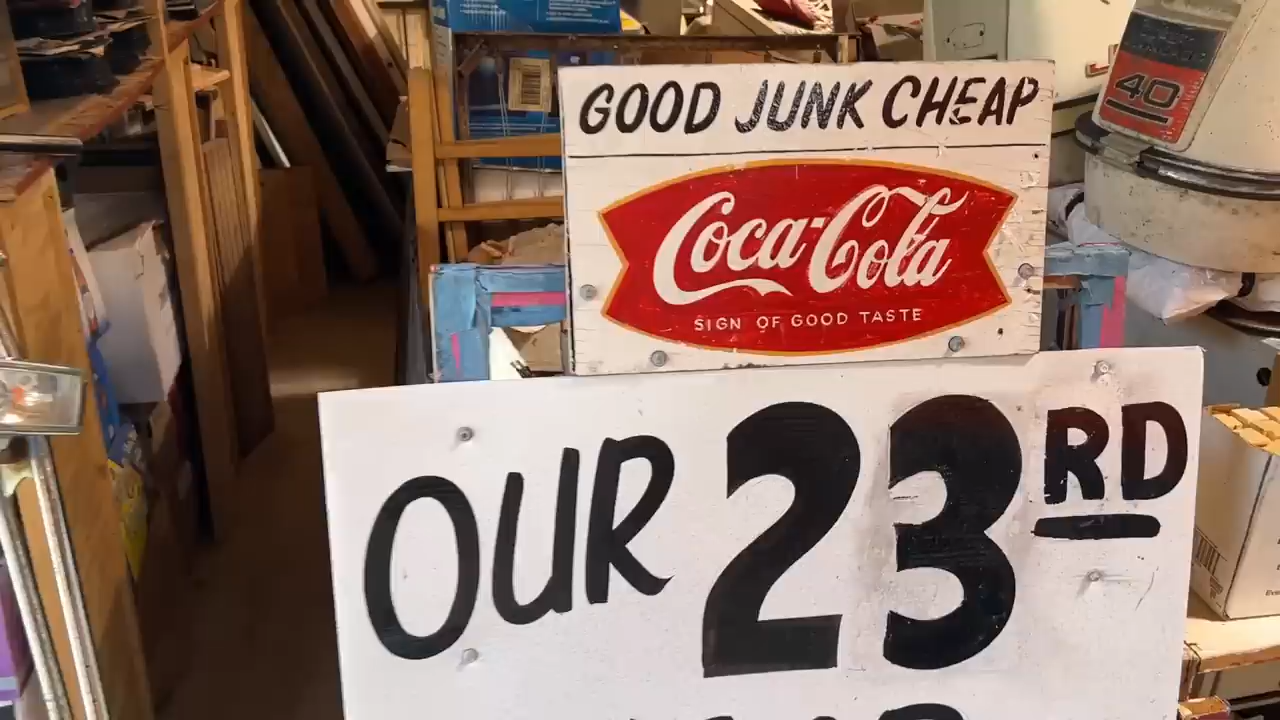 GOOD JUNK CHEAP
Coca-Cola
SIGN OF GOOD TASTE
OUR 23RD
40